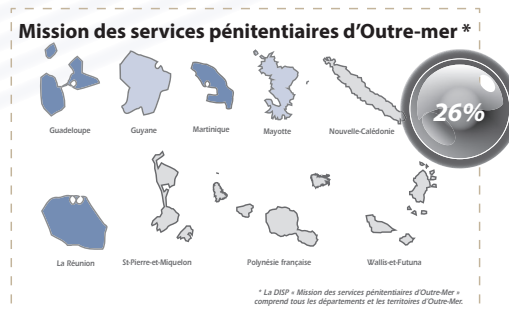 Mission des services pénitentiaires d'Outre-mer *
26%
Guadeloupe
Guyane
Martinique
Mayotte
Nouvelle-Calédonie
La Réunion
St-Pierre-et-Miquelon
Polynésie française
Wallis-et-Futuna
* La DISP « Mission des services pénitentiaires d'Outre-Mer »
comprend tous les départements et les territoires d'Outre-Mer.